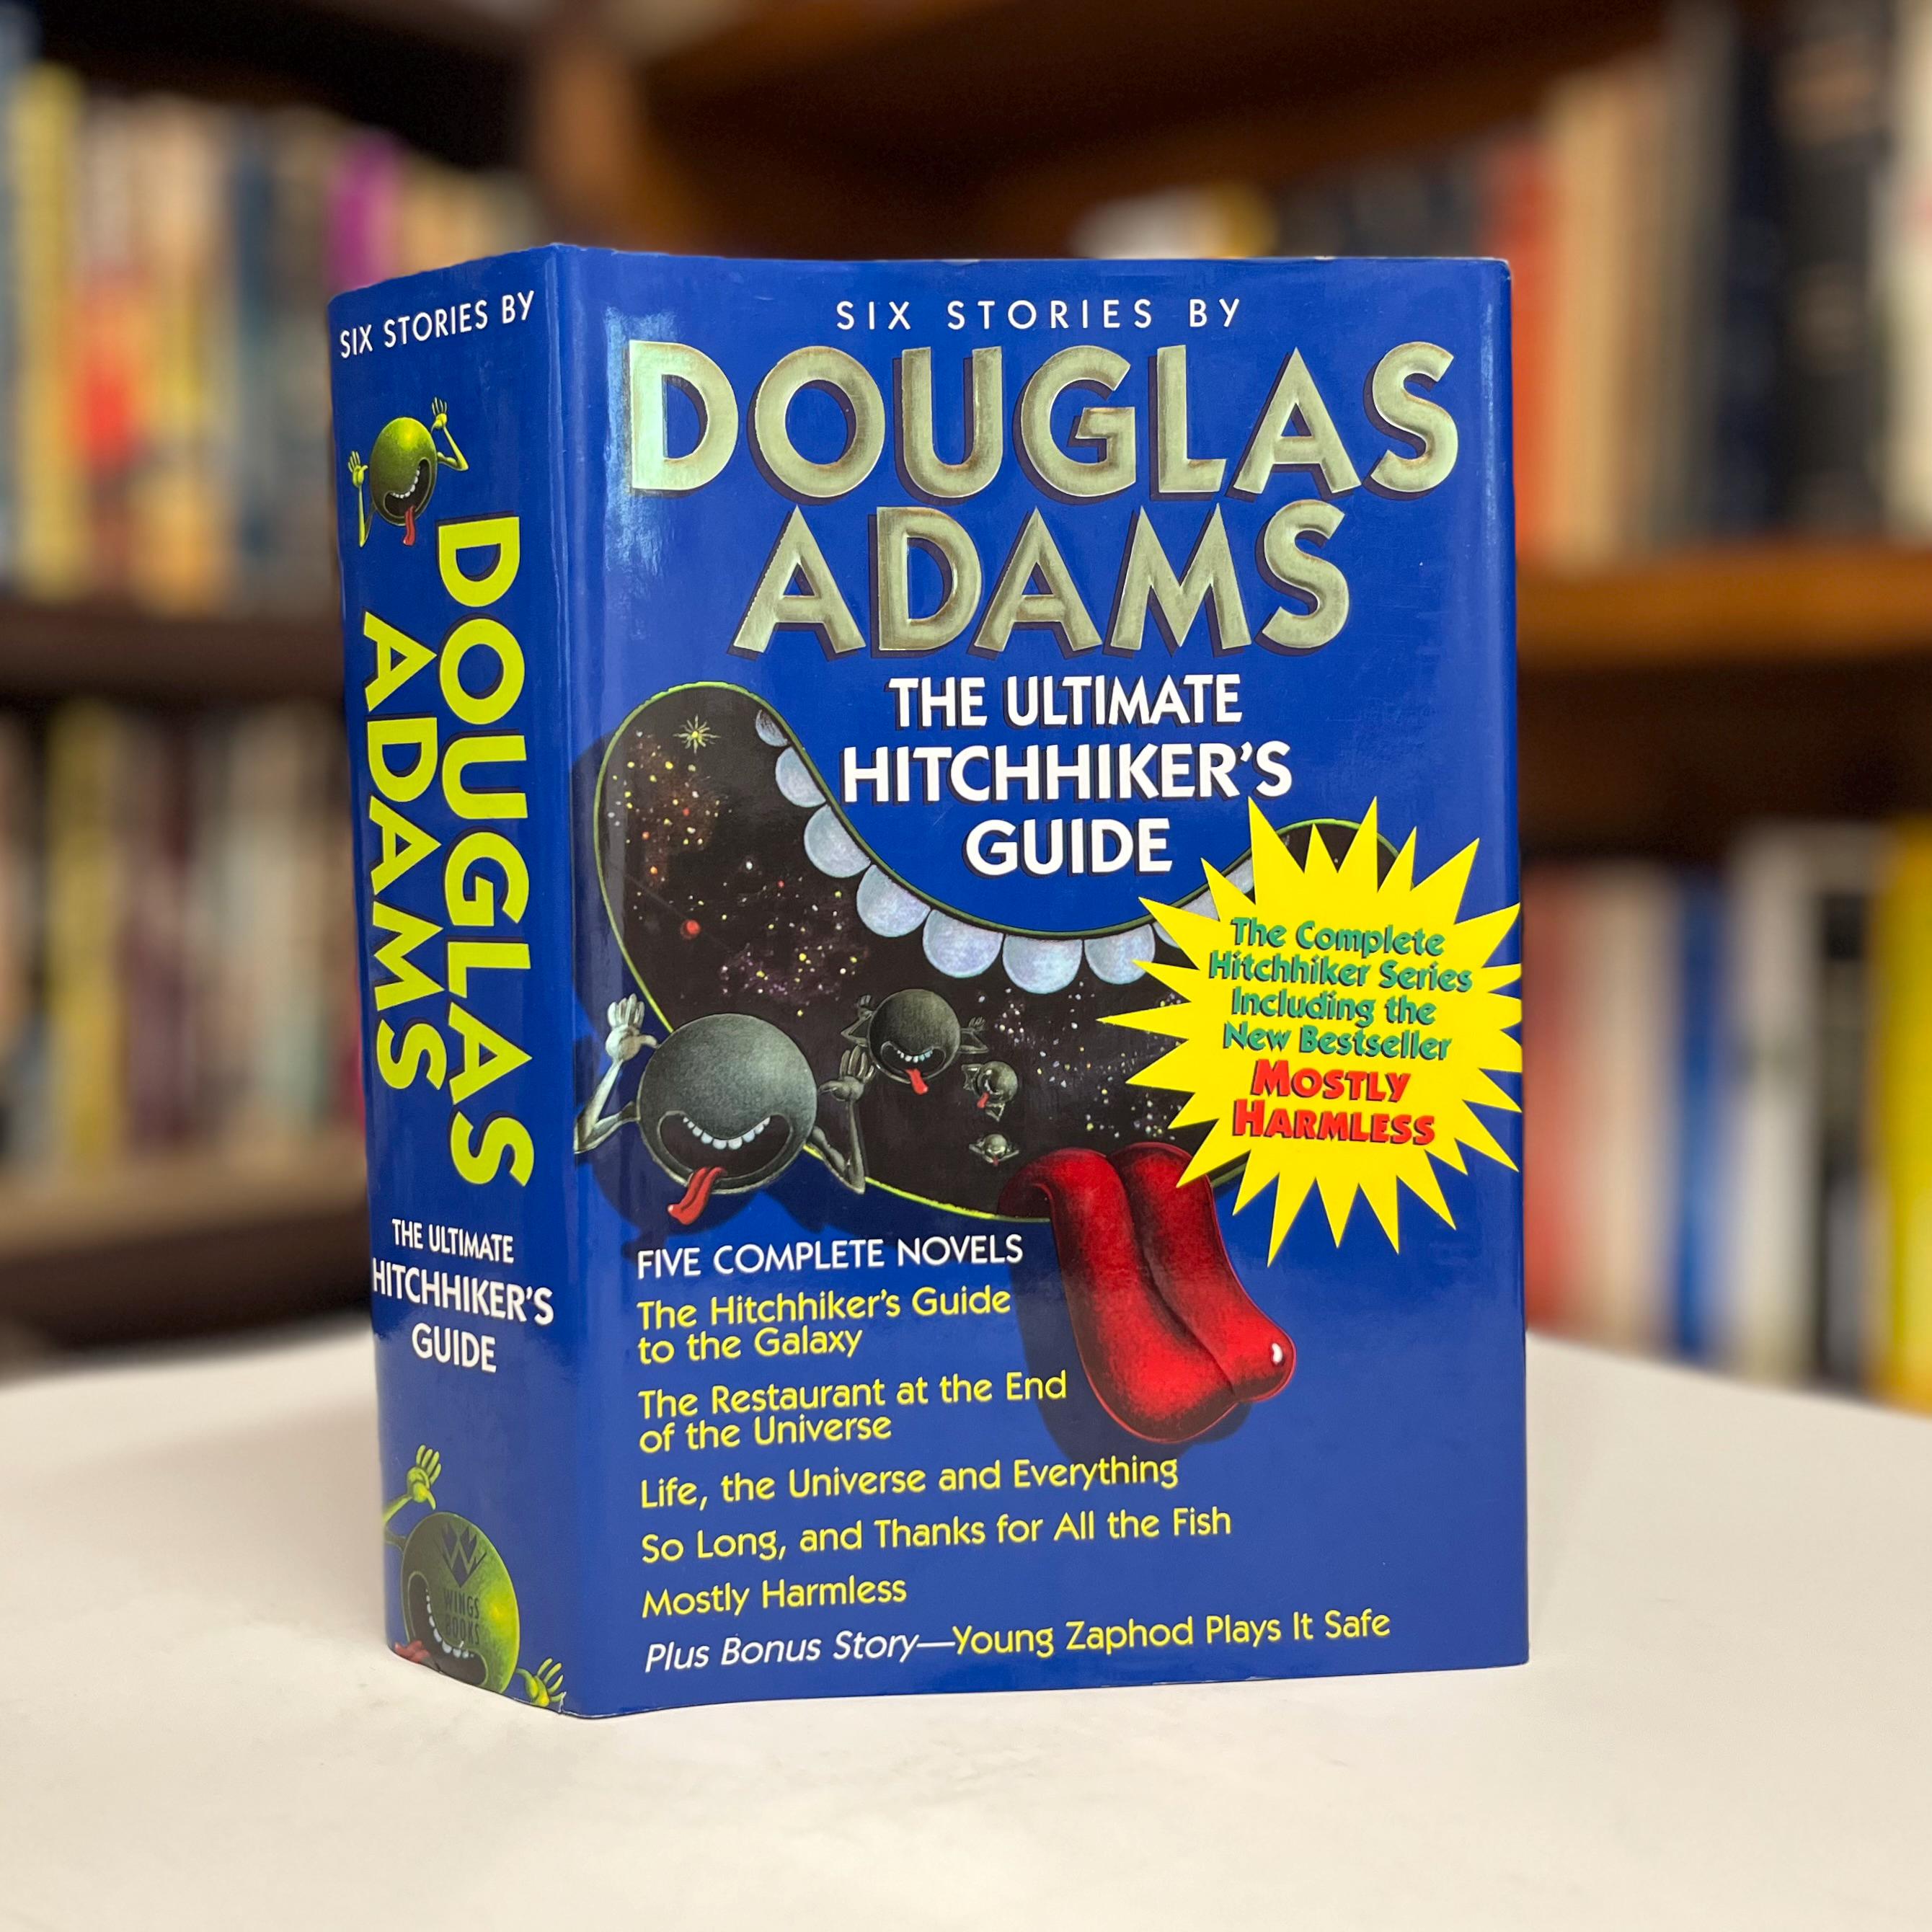 SIX STORIES BY
DOUGLAS
ADAMS
THE ULTIMATE
HITCHHIKER'S
GUIDE
WINGS
BOOKS
SIX STORIES BY
DOUGLAS
ADAMS
THE ULTIMATE
HITCHHIKER'S
GUIDE
The Complete
Hitchhiker Series
Including the
New Bestseller
MOSTLY
HARMLESS
FIVE COMPLETE NOVELS
The Hitchhiker's Guide
to the Galaxy
The Restaurant at the End
of the Universe
Life, the Universe and Everything
So Long, and Thanks for All the Fish
Mostly Harmless
Plus Bonus Story—Young Zaphod Plays It Safe